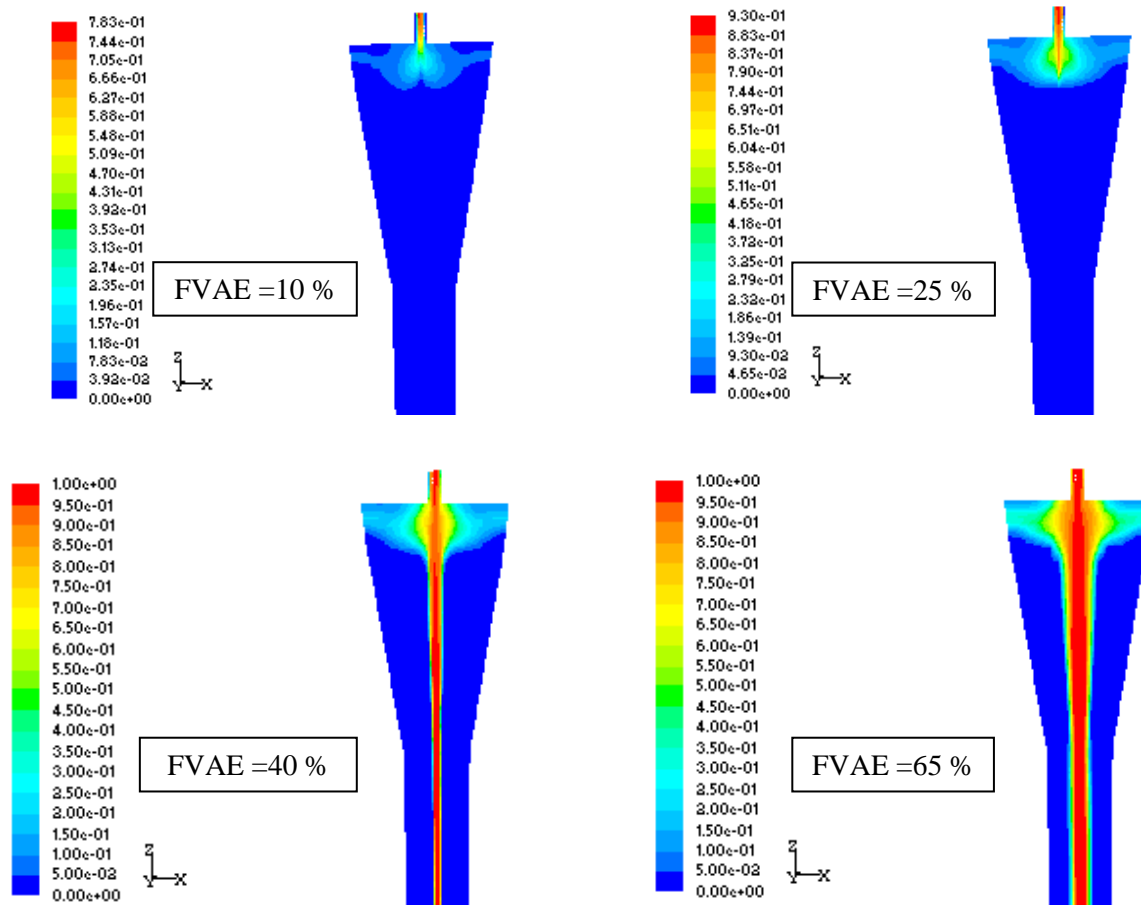 7.83e-01
7.44e-01
7.05e-01
6.66e-01
6.27e-01
5.88e-01
5.48e-01
5.09e-01
4.70e-01
4.31e-01
3.92e-01
3.53e-01
3.13e-01
2.74e-01
2.35e-01
1.96e-01
1.57e-01
1.18e-01
7.83e-02
3.92e-02
0.00e+00
FVAE =10 %
Z
Y X
9.30e-01
8.83e-01
8.37e-01
7.90e-01
7.44e-01
6.97e-01
6.51e-01
6.04e-01
5.58e-01
5.11e-01
4.65e-01
4.18e-01
3.72e-01
3.25e-01
2.79e-01
2.32e-01
1.86e-01
1.39e-01
9.30e-02
4.65e-02
0.00e+00
FVAE =25 %
Z
Y X
1.00e+00
9.50e-01
9.00e-01
8.50e-01
8.00e-01
7.50e-01
7.00e-01
6.50e-01
6.00e-01
5.50e-01
5.00e-01
4.50e-01
4.00e-01
3.50e-01
3.00e-01
2.50e-01
2.00e-01
1.50e-01
1.00e-01
5.00e-02
0.00e+00
FVAE =40 %
Z
Y X
1.00e+00
9.50e-01
9.00e-01
8.50e-01
8.00e-01
7.50e-01
7.00e-01
6.50e-01
6.00e-01
5.50e-01
5.00e-01
4.50e-01
4.00e-01
3.50e-01
3.00e-01
2.50e-01
2.00e-01
1.50e-01
1.00e-01
5.00e-02
0.00e+00
FVAE =65 %
Z
Y X